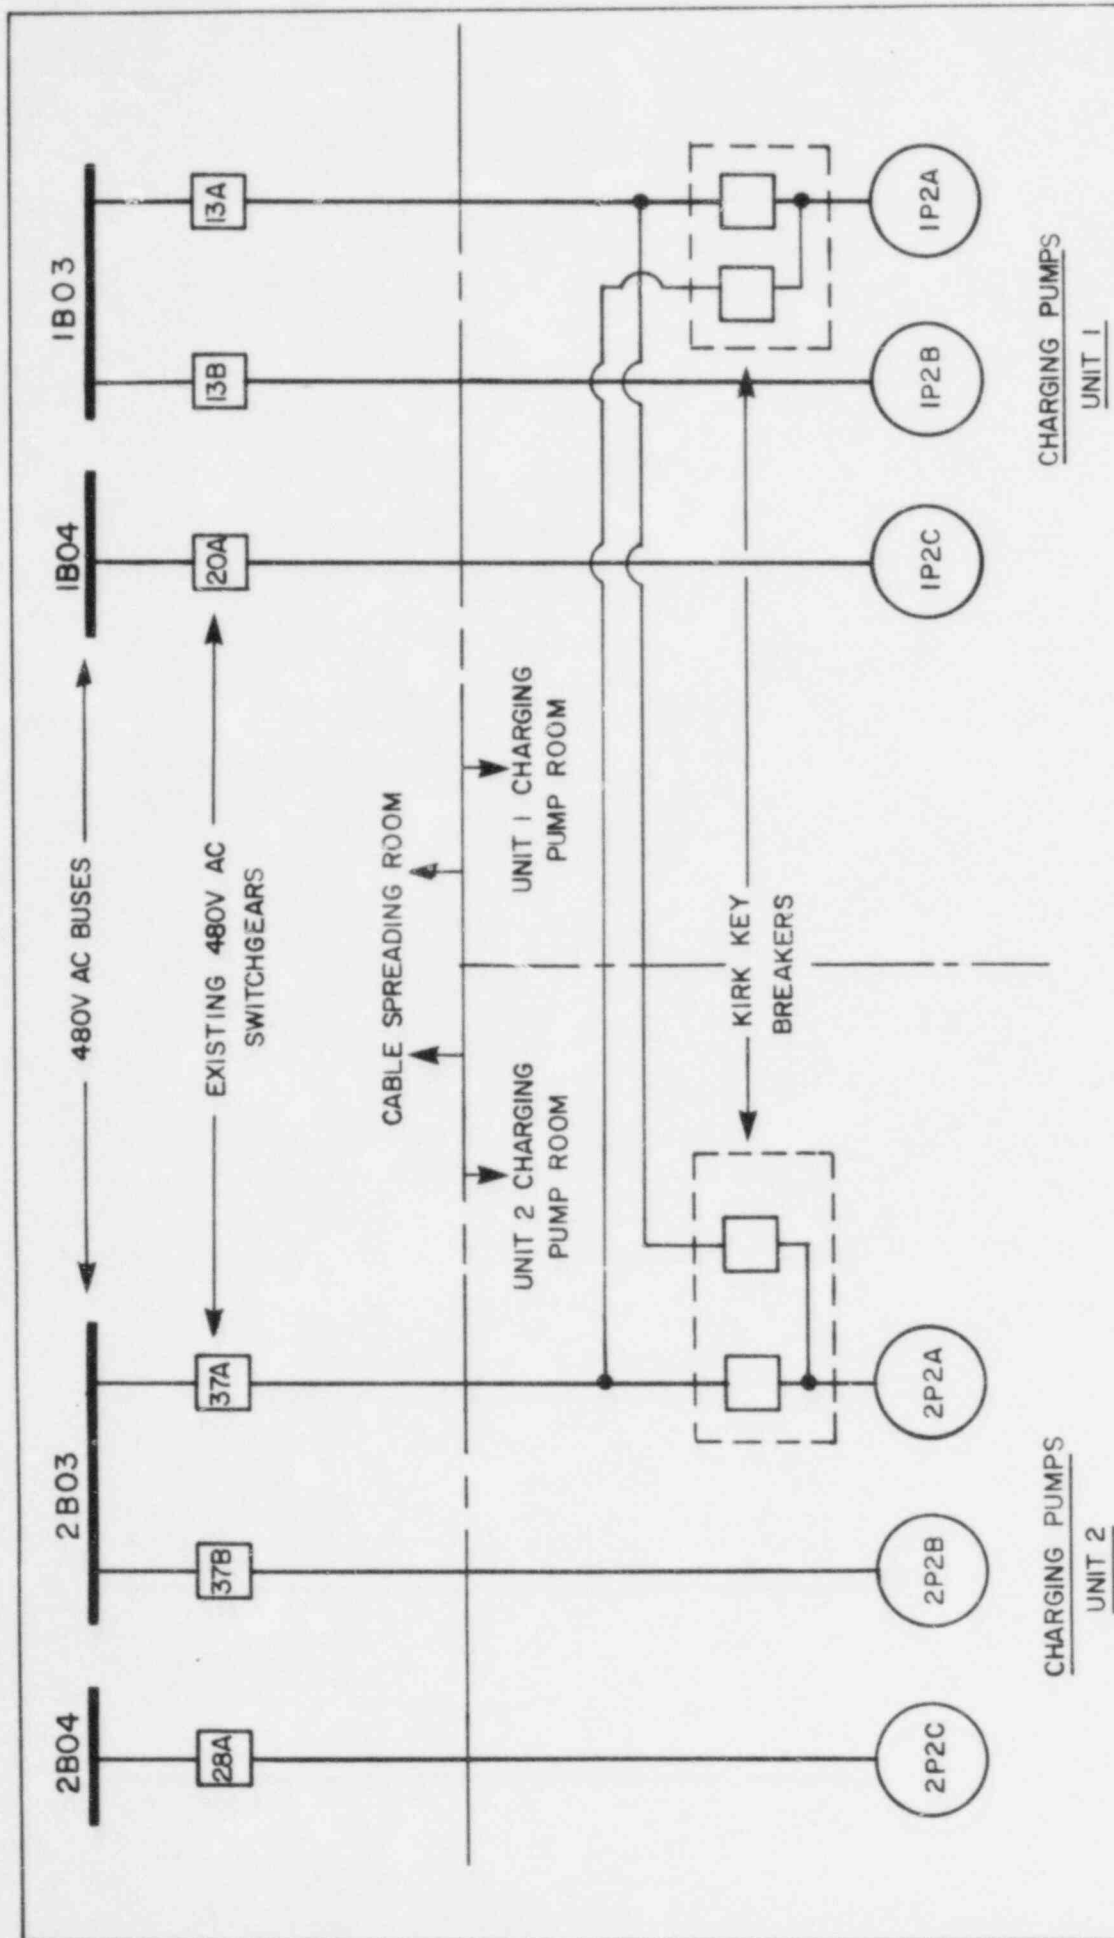 2B04
2B03
1B04
1B03
480V AC BUSES
28A
37B
37A
20A
13B
13A
EXISTING 480V AC
SWITCHGEARS
CABLE SPREADING ROOM
UNIT 2 CHARGING
PUMP ROOM
UNIT 1 CHARGING
PUMP ROOM
KIRK KEY
BREAKERS
2P2C
2P2B
2P2A
1P2C
1P2B
1P2A
CHARGING PUMPS
UNIT 2
CHARGING PUMPS
UNIT 1